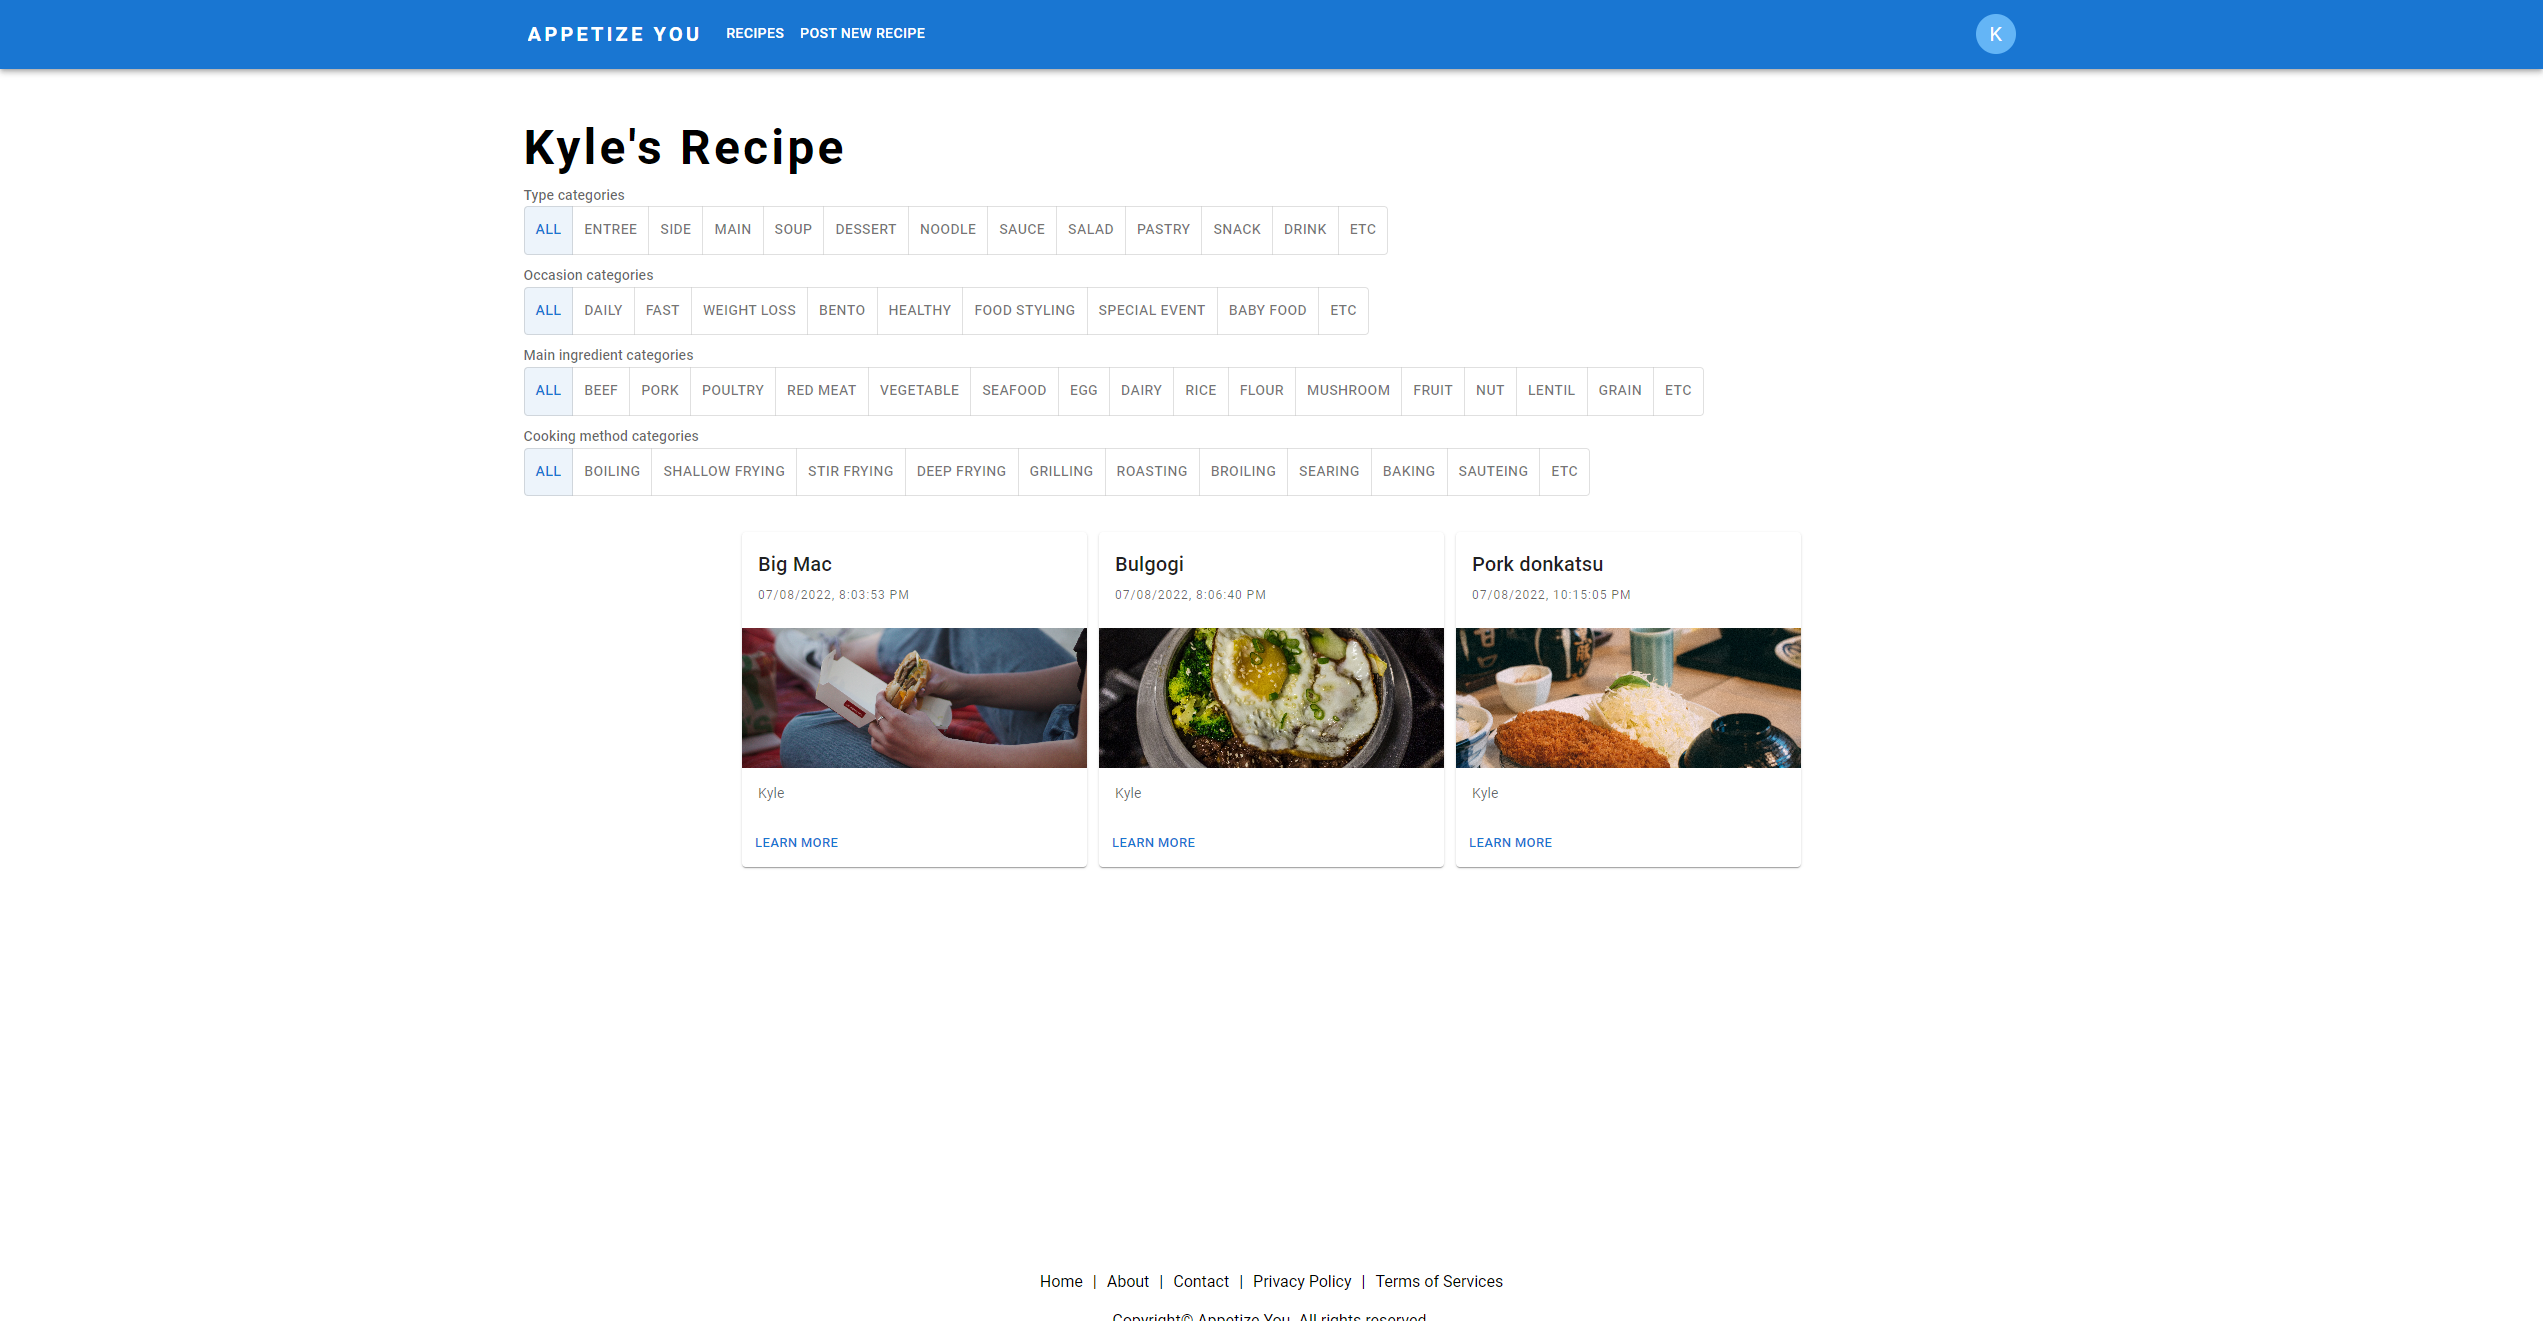 APPETIZE YOU RECIPES POST NEW RECIPE K
Kyle's Recipe
Type categories
ALL ENTREE SIDE MAIN SOUP DESSERT NOODLE SAUCE SALAD PASTRY SNACK DRINK ETC
Occasion categories
ALL DAILY FAST WEIGHT LOSS BENTO HEALTHY FOOD STYLING SPECIAL EVENT BABY FOOD ETC
Main ingredient categories
ALL BEEF PORK POULTRY RED MEAT VEGETABLE SEAFOOD EGG DAIRY RICE FLOUR MUSHROOM FRUIT NUT LENTIL GRAIN ETC
Cooking method categories
ALL BOILING SHALLOW FRYING STIR FRYING DEEP FRYING GRILLING ROASTING BROILING SEARING BAKING SAUTEING ETC
Big Mac
07/08/2022, 8:03:53 PM
Kyle
LEARN MORE
Bulgogi
07/08/2022, 8:06:40 PM
Kyle
LEARN MORE
Pork donkatsu
07/08/2022, 10:15:05 PM
Kyle
LEARN MORE
Home | About | Contact | Privacy Policy | Terms of Services
Copyright© Appetize You. All rights reserved.